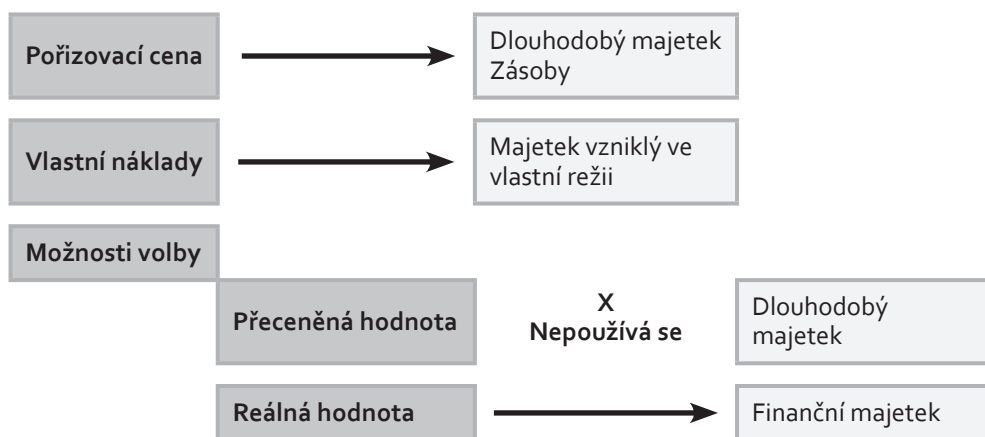 Pořizovací cena
Dlouhodobý majetek
Zásoby
Vlastní náklady
Majetek vzniklý ve
vlastní režii
Možnosti volby
Přeceněná hodnota
X
Nepoužívá se
Dlouhodobý
majetek
Reálná hodnota
Finanční majetek